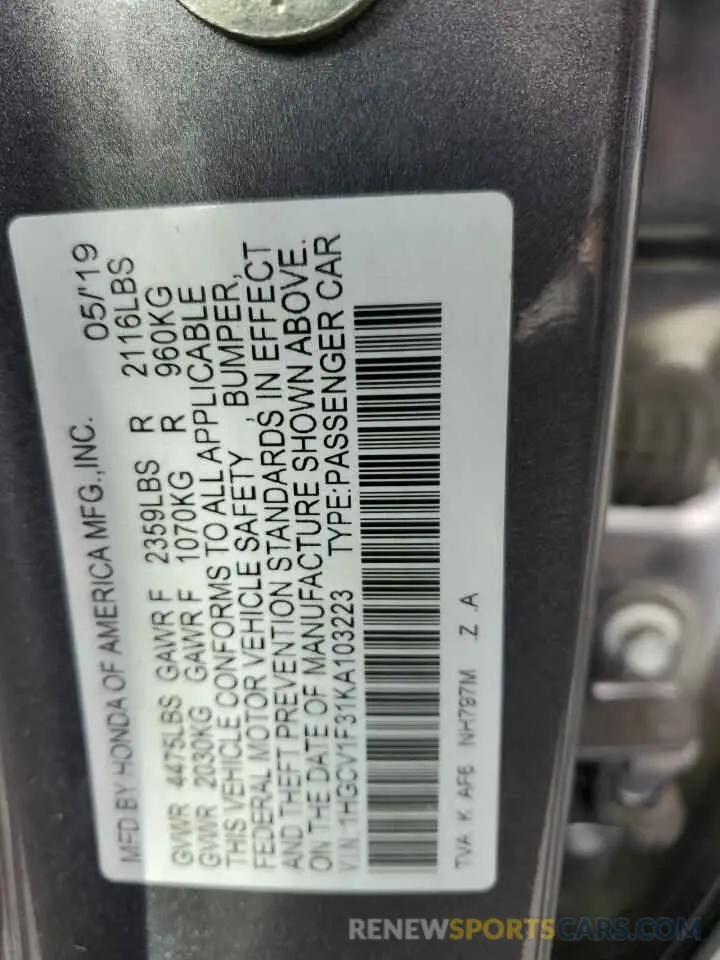 MFD BY HONDA OF AMERICA MFG.,INC. 05/'19
GVWR 4475LBS GAWR F 2359LBS R 2116LBS
GVWR 2030KG GAWR F 1070KG R 960KG
THIS VEHICLE CONFORMS TO ALL APPLICABLE
FEDERAL MOTOR VEHICLE SAFETY , BUMPER,
AND THEFT PREVENTION STANDARDS IN EFFECT
ON THE DATE OF MANUFACTURE SHOWN ABOVE.
V.I.N.:1HGCV1F31KA103223 TYPE:PASSENGER CAR
TVA K AF6 NH797M .Z .A
RENEWSPORTSCARS.COM